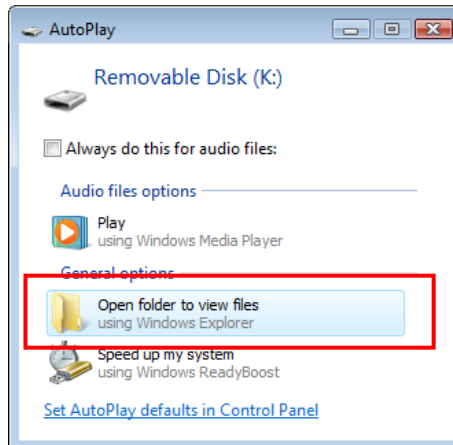 AutoPlay
Removable Disk (K:)
Always do this for audio files:
Audio files options
Play
using Windows Media Player
General options
Open folder to view files
using Windows Explorer
Speed up my system
using Windows ReadyBoost
Set AutoPlay defaults in Control Panel